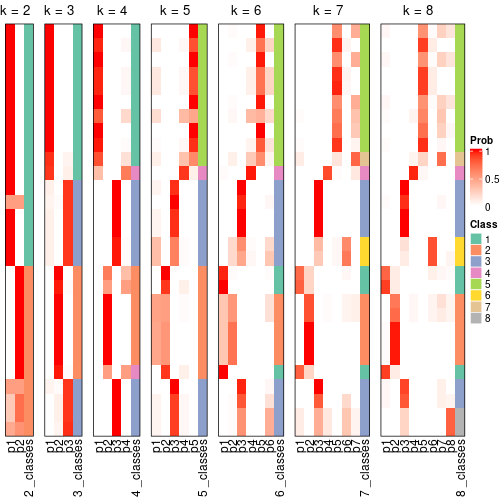 k = 2 k = 3 k = 4 k = 5 k = 6 k = 7 k = 8
Prob
1
0.5
0
Class
1
2
3
4
5
6
7
8
p1 p2 2_classes p1 p2 p3 3_classes p1 p2 p3 p4 4_classes p1 p2 p3 p4 p5 5_classes p1 p2 p3 p4 p5 p6 6_classes p1 p2 p3 p4 p5 p6 p7 7_classes p1 p2 p3 p4 p5 p6 p7 p8 8_classes